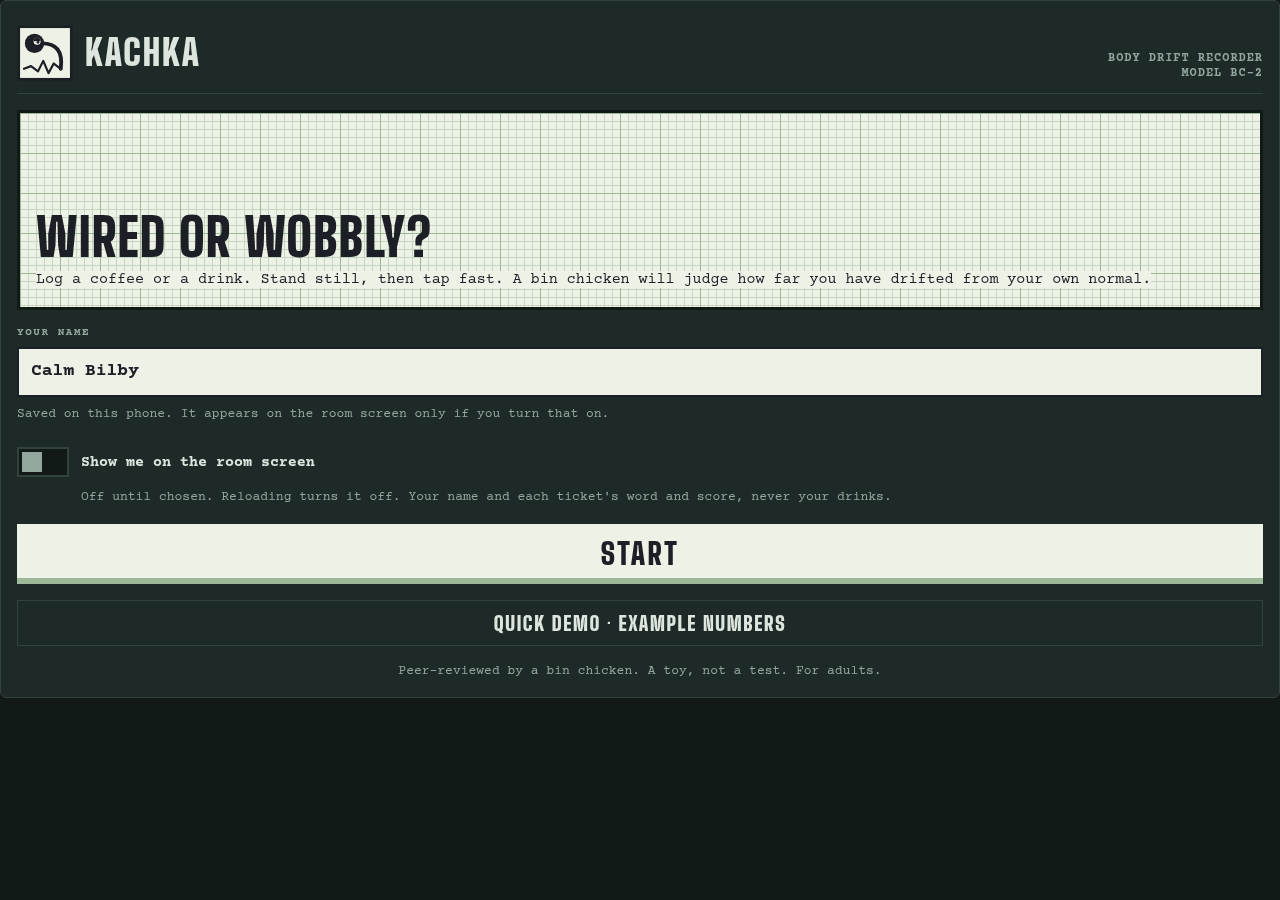 KACHKA
BODY DRIFT RECORDER
MODEL BC-2
WIRED OR WOBBLY?
Log a coffee or a drink. Stand still, then tap fast. A bin chicken will judge how far you have drifted from your own normal.
YOUR NAME
Calm Bilby
Saved on this phone. It appears on the room screen only if you turn that on.
Show me on the room screen
Off until chosen. Reloading turns it off. Your name and each ticket's word and score, never your drinks.
START
QUICK DEMO · EXAMPLE NUMBERS
Peer-reviewed by a bin chicken. A toy, not a test. For adults.